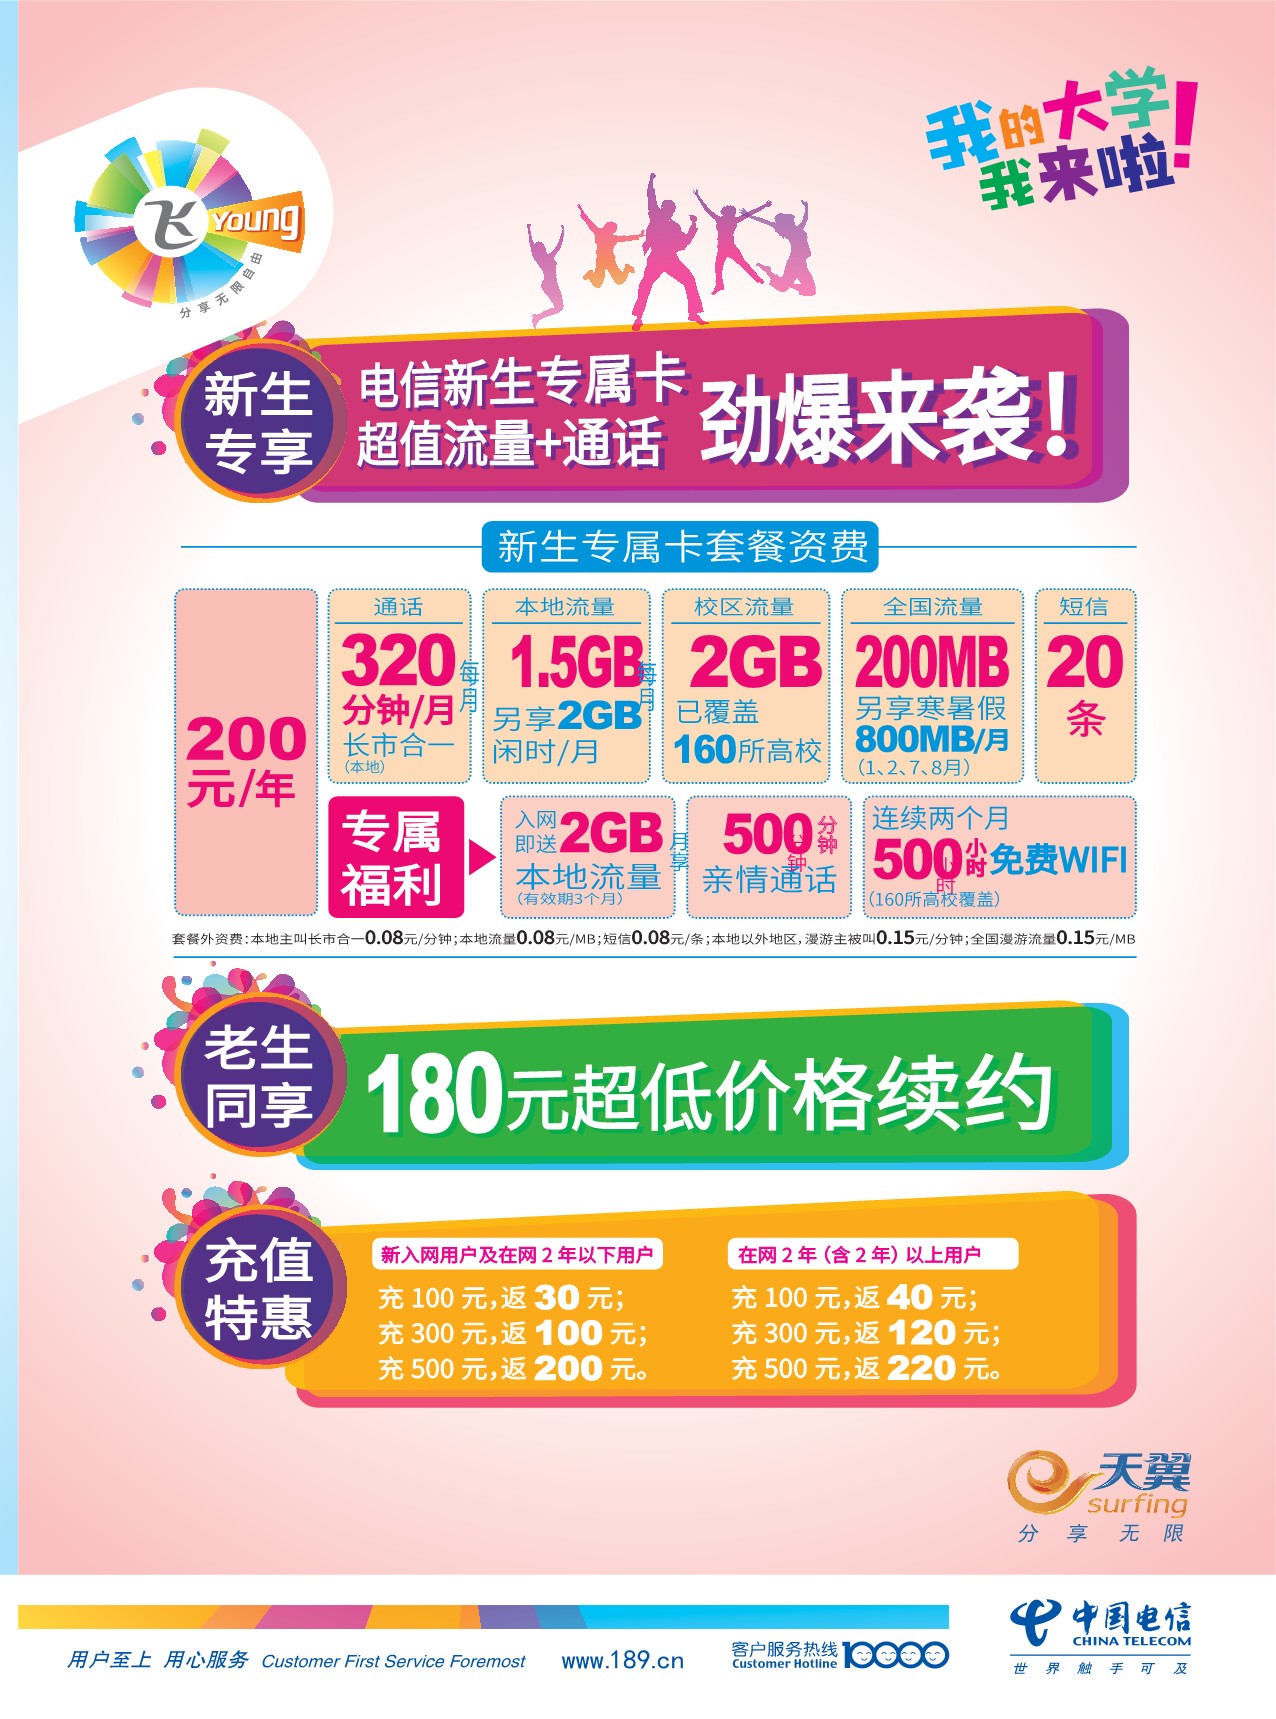 我的大学
我来啦!
飞Young
分享无限自由
新生
专享
电信新生专属卡
超值流量+通话
劲爆来袭!
新生专属卡套餐资费
200
元/年
通话
320
每月
分钟/月
长市合一
(本地)
本地流量
1.5GB
每月
另享2GB
闲时/月
校区流量
2GB
已覆盖
160所高校
全国流量
200MB
另享寒暑假
800MB/月
(1、2、7、8月)
短信
20
条
专属
福利
入网
即送2GB
月享
本地流量
(有效期3个月)
500分钟
分钟
亲情通话
连续两个月
500小时免费WIFI
小时
(160所高校覆盖)
套餐外资费:本地主叫长市合一0.08元/分钟;本地流量0.08元/MB;短信0.08元/条;本地以外地区,漫游主被叫0.15元/分钟;全国漫游流量0.15元/MB
老生
同享
180元超低价格续约
充值
特惠
新入网用户及在网2年以下用户
充100元,返30元;
充300元,返100元;
充500元,返200元。
在网2年(含2年)以上用户
充100元,返40元;
充300元,返120元;
充500元,返220元。
天翼
surfing
分享无限
用户至上 用心服务 Customer First Service Foremost
www.189.cn
客户服务热线
Customer Hotline 10000
中国电信
CHINA TELECOM
世界触手可及